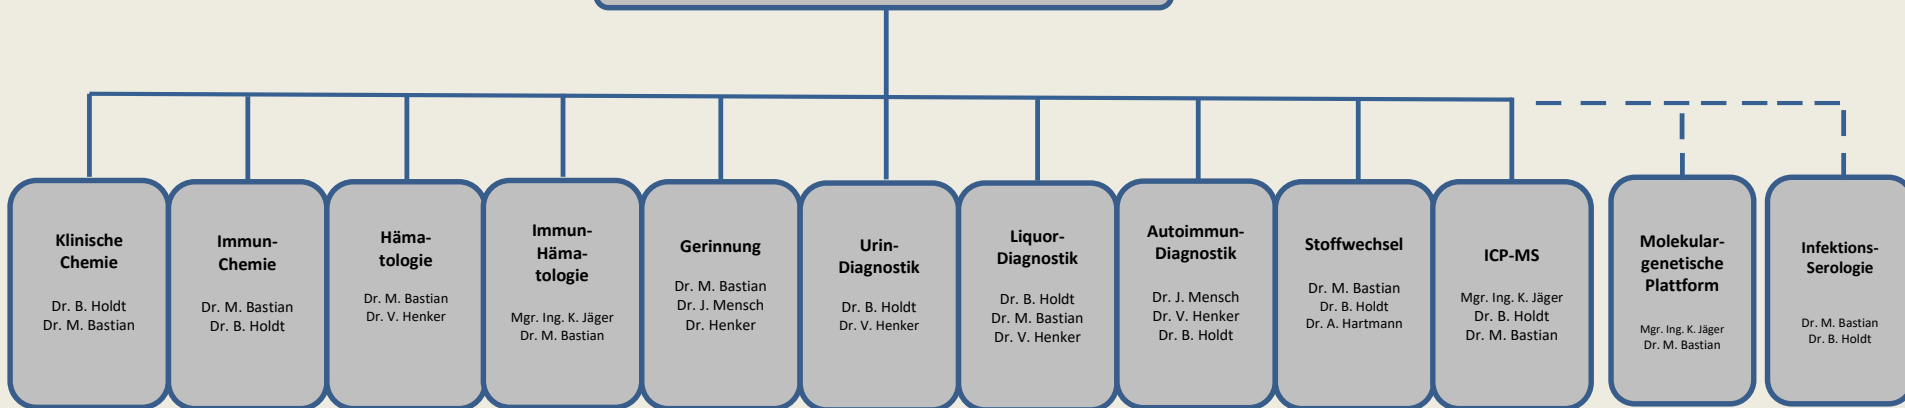 Klinische
Chemie
Dr. B. Holdt
Dr. M. Bastian
Immun-
Chemie
Dr. M. Bastian
Dr. B. Holdt
Häma-
tologie
Dr. M. Bastian
Dr. V. Henker
Immun-
Häma-
tologie
Mgr. Ing. K. Jäger
Dr. M. Bastian
Gerinnung
Dr. M. Bastian
Dr. J. Mensch
Dr. Henker
Urin-
Diagnostik
Dr. B. Holdt
Dr. V. Henker
Liquor-
Diagnostik
Dr. B. Holdt
Dr. M. Bastian
Dr. V. Henker
Autoimmun-
Diagnostik
Dr. J. Mensch
Dr. V. Henker
Dr. B. Holdt
Stoffwechsel
Dr. M. Bastian
Dr. B. Holdt
Dr. A. Hartmann
ICP-MS
Mgr. Ing. K. Jäger
Dr. B. Holdt
Dr. M. Bastian
Molekular-
genetische
Plattform
Mgr. Ing. K. Jäger
Dr. M. Bastian
Infektions-
Serologie
Dr. M. Bastian
Dr. B. Holdt